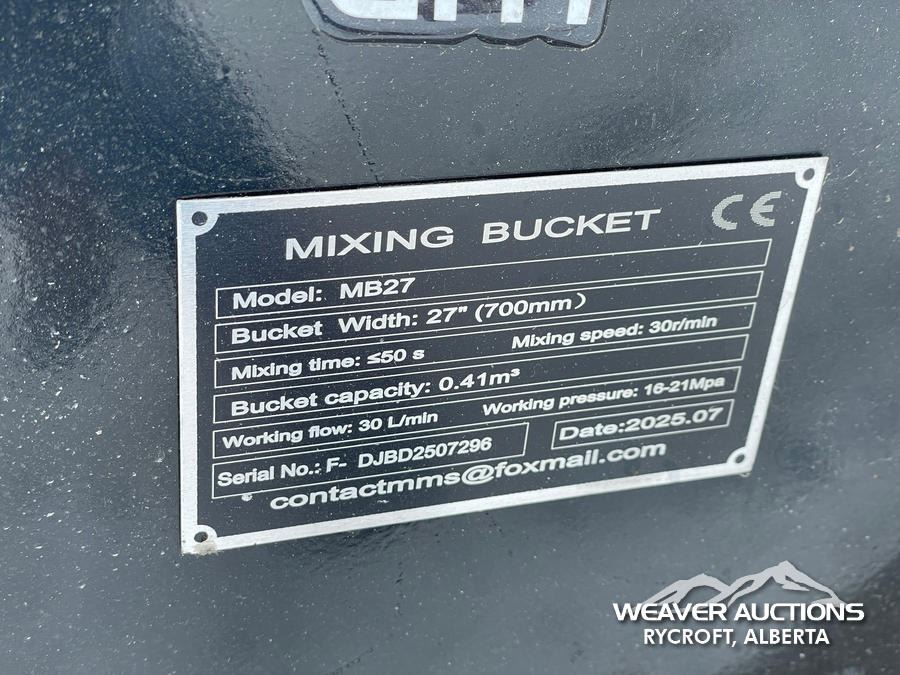 MIXING BUCKET CE
Model: MB27
Bucket Width: 27" (700mm)
Mixing time: ≤50 s Mixing speed: 30r/min
Bucket capacity: 0.41m³
Working flow: 30 L/min Working pressure: 16-21Mpa
Serial No.: F- DJBD2507296 Date:2025.07
contactmms@foxmail.com
WEAVER AUCTIONS
RYCROFT, ALBERTA